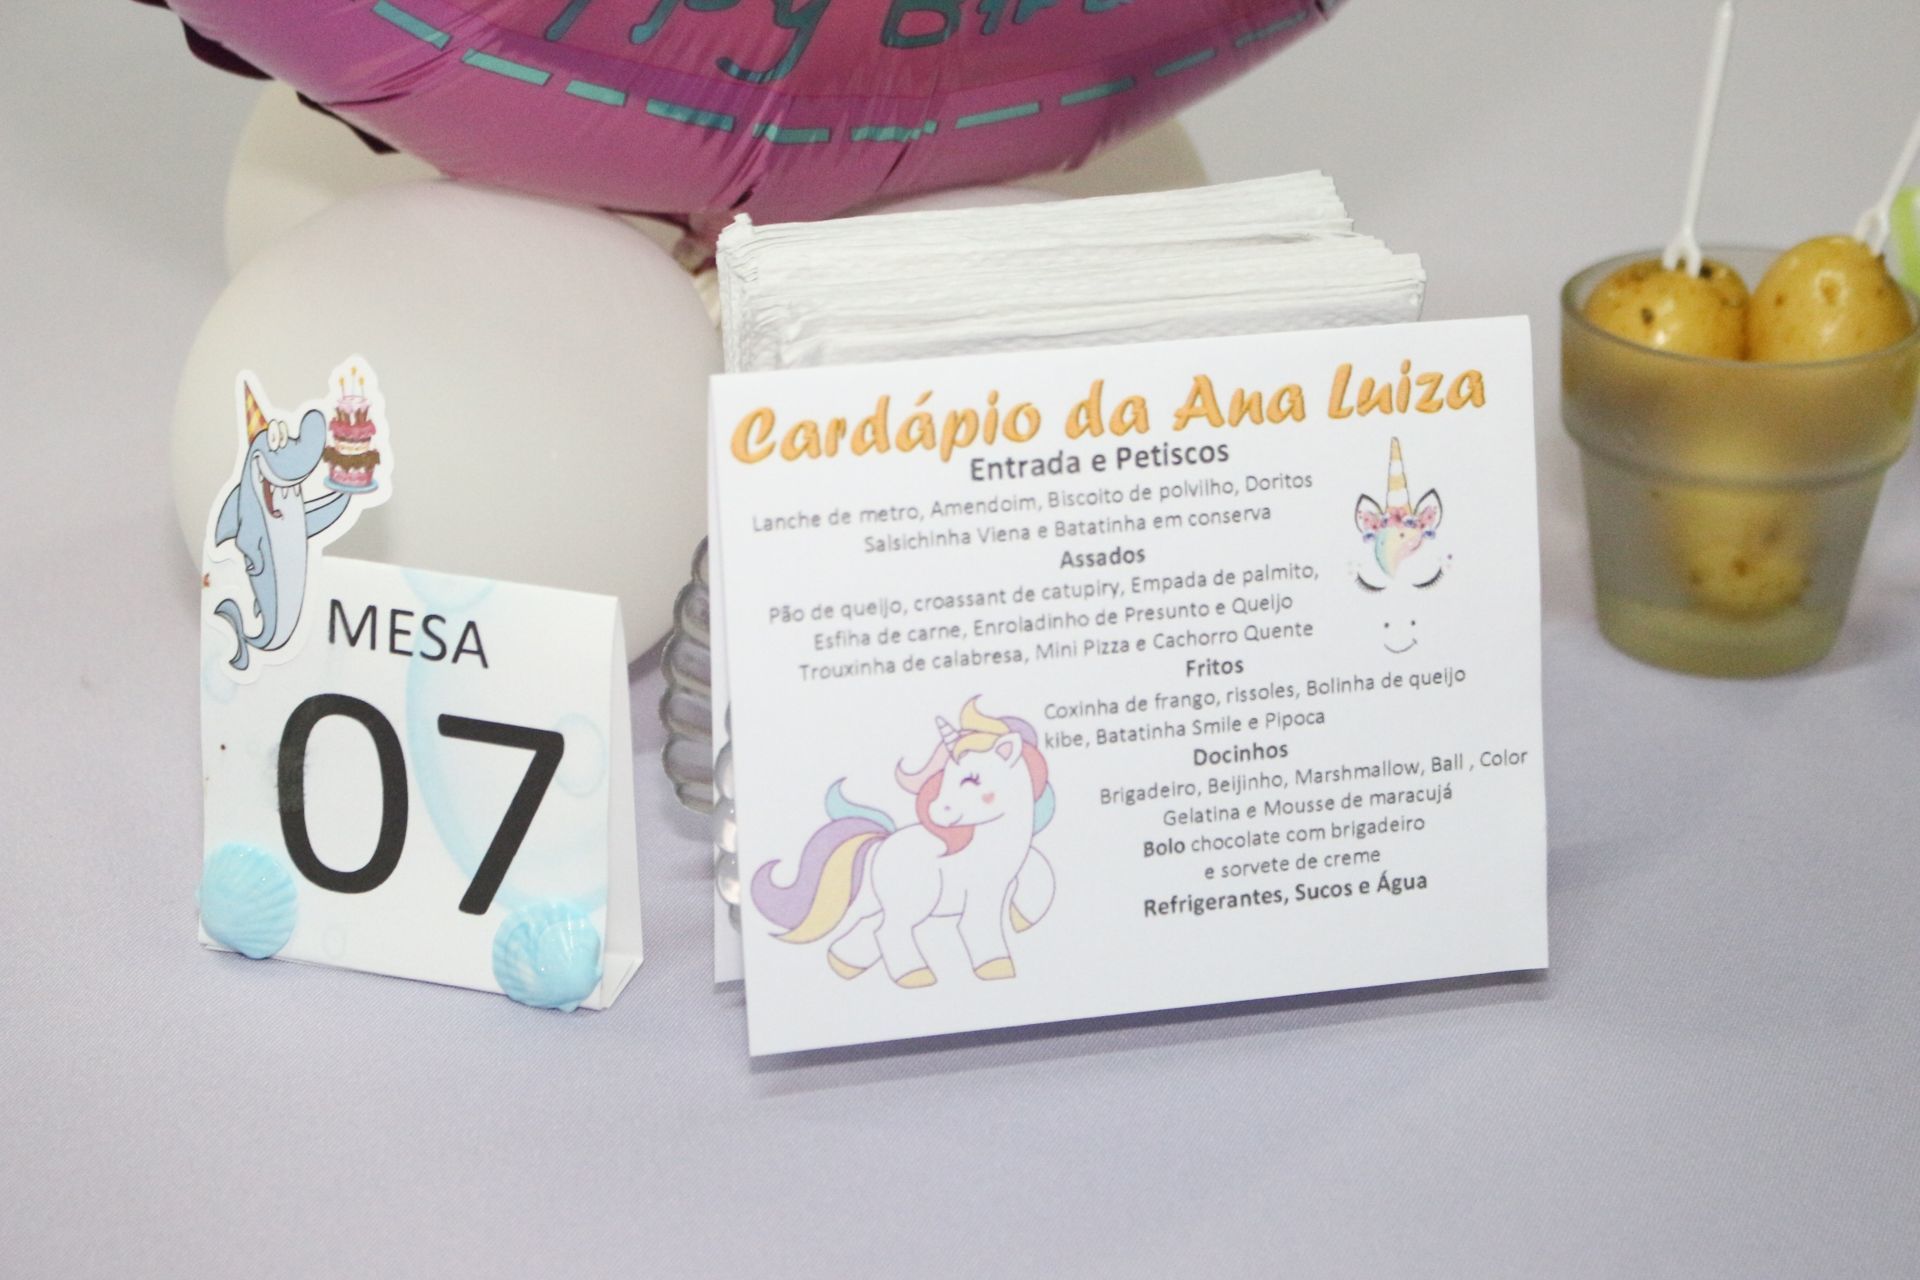 MESA
07
Cardápio da Ana Luiza
Entrada e Petiscos
Lanche de metro, Amendoim, Biscoito de polvilho, Doritos
Salsichinha Viena e Batatinha em conserva
Assados
Pão de queijo, croassant de catupiry, Empada de palmito,
Esfiha de carne, Enroladinho de Presunto e Queijo
Trouxinha de calabresa, Mini Pizza e Cachorro Quente
Fritos
Coxinha de frango, rissoles, Bolinha de queijo
kibe, Batatinha Smile e Pipoca
Docinhos
Brigadeiro, Beijinho, Marshmallow, Ball , Color
Gelatina e Mousse de maracujá
Bolo chocolate com brigadeiro
e sorvete de creme
Refrigerantes, Sucos e Água